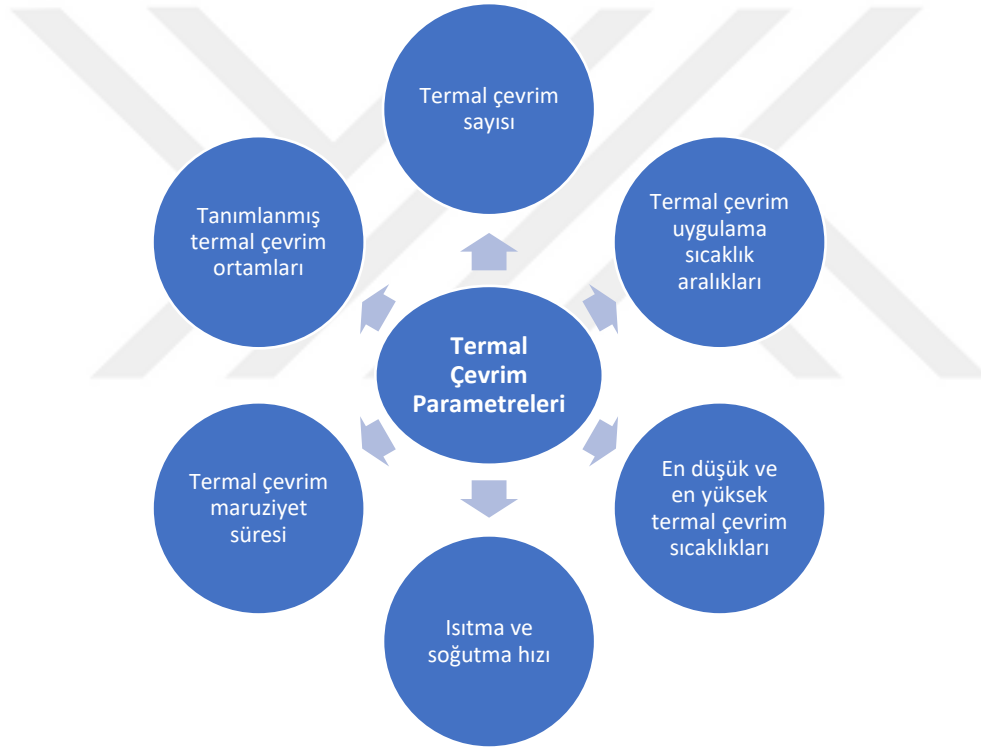 Termal çevrim
sayısı
Tanımlanmış
termal çevrim
ortamları
Termal çevrim
uygulama
sıcaklık
aralıkları
Termal
Çevrim
Parametreleri
Termal çevrim
maruziyet
süresi
En düşük ve
en yüksek
termal çevrim
sıcaklıkları
Isıtma ve
soğutma hızı